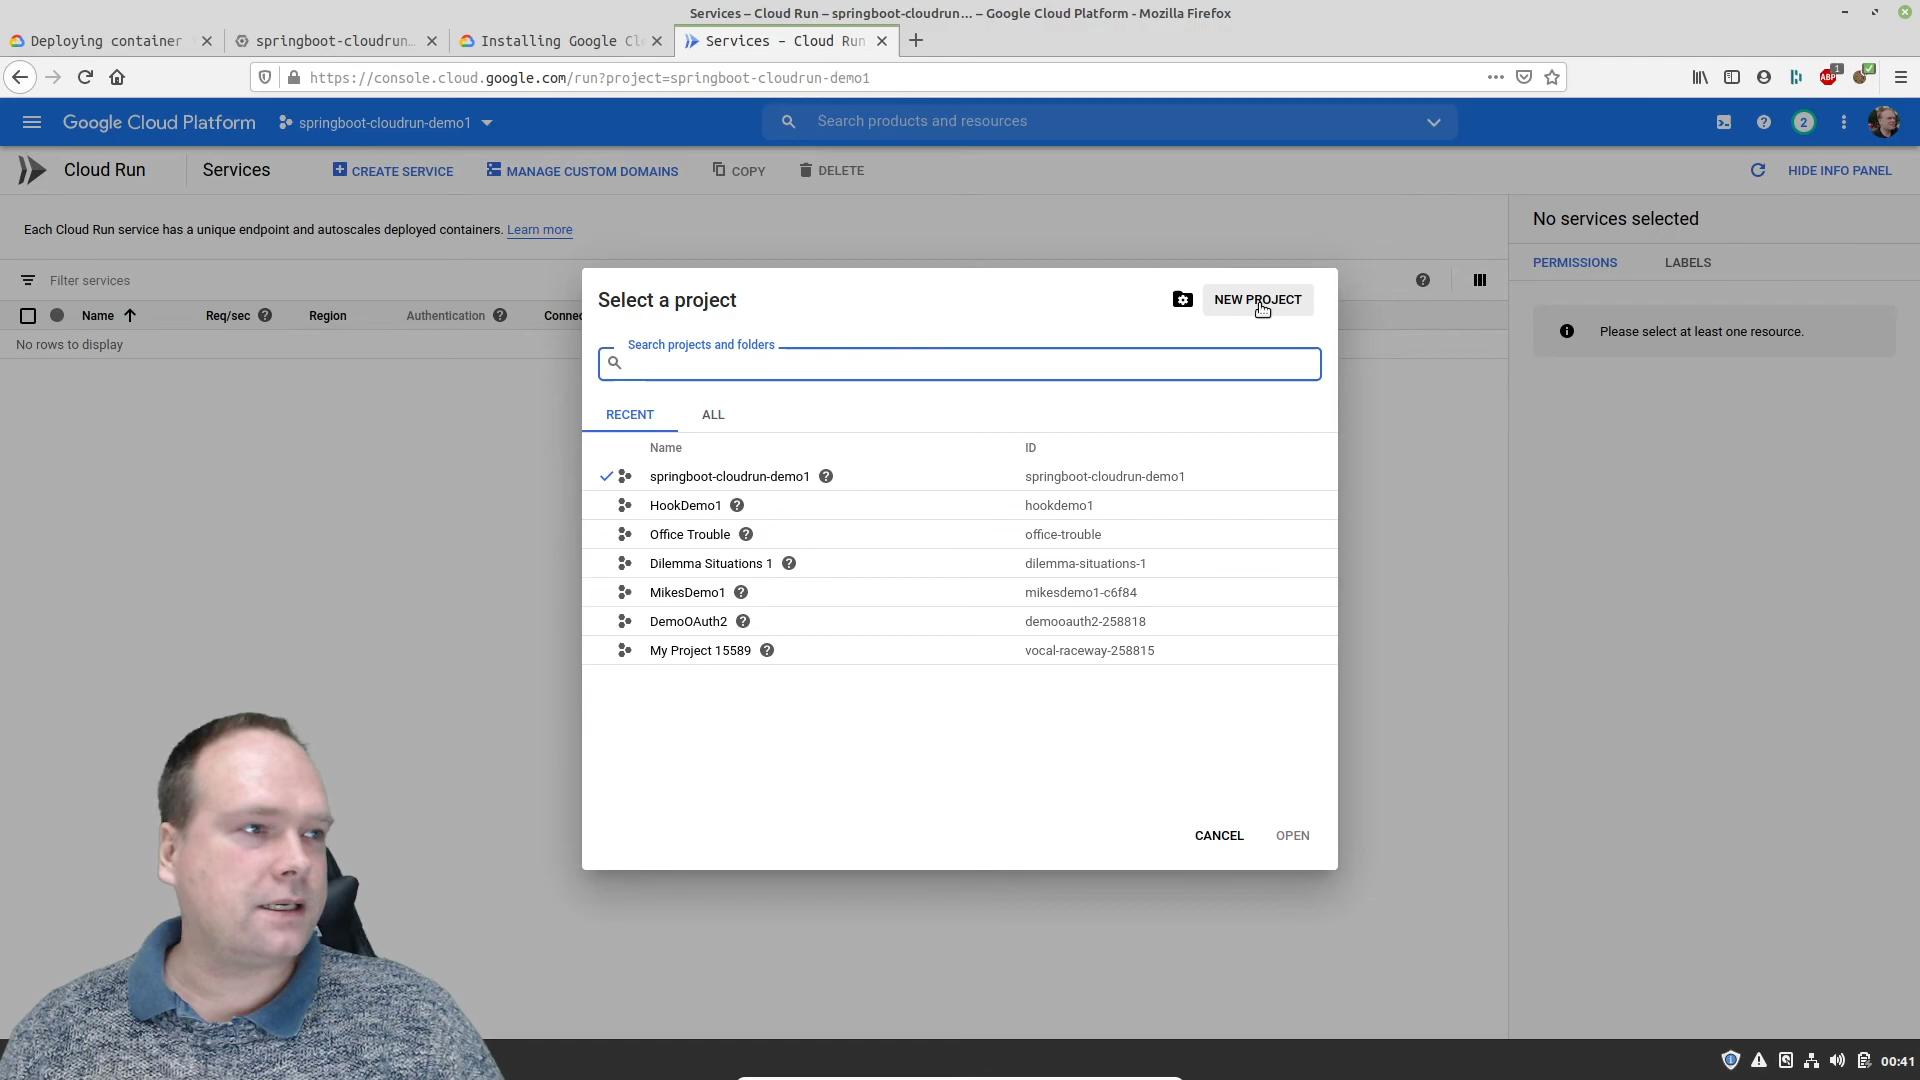 Services – Cloud Run – springboot-cloudrun... – Google Cloud Platform - Mozilla Firefox
Deploying container
springboot-cloudrun...
Installing Google Cl
Services – Cloud Run
https://console.cloud.google.com/run?project=springboot-cloudrun-demo1
ABP
1
Google Cloud Platform
springboot-cloudrun-demo1
Search products and resources
2
Cloud Run
Services
CREATE SERVICE
MANAGE CUSTOM DOMAINS
COPY
DELETE
HIDE INFO PANEL
Each Cloud Run service has a unique endpoint and autoscales deployed containers. Learn more
No services selected
PERMISSIONS
LABELS
Filter services
Name
Req/sec
Region
Authentication
Connec
No rows to display
Please select at least one resource.
Select a project
NEW PROJECT
Search projects and folders
RECENT
ALL
Name
ID
springboot-cloudrun-demo1
springboot-cloudrun-demo1
HookDemo1
hookdemo1
Office Trouble
office-trouble
Dilemma Situations 1
dilemma-situations-1
MikesDemo1
mikesdemo1-c6f84
DemoOAuth2
demooauth2-258818
My Project 15589
vocal-raceway-258815
CANCEL
OPEN
00:41